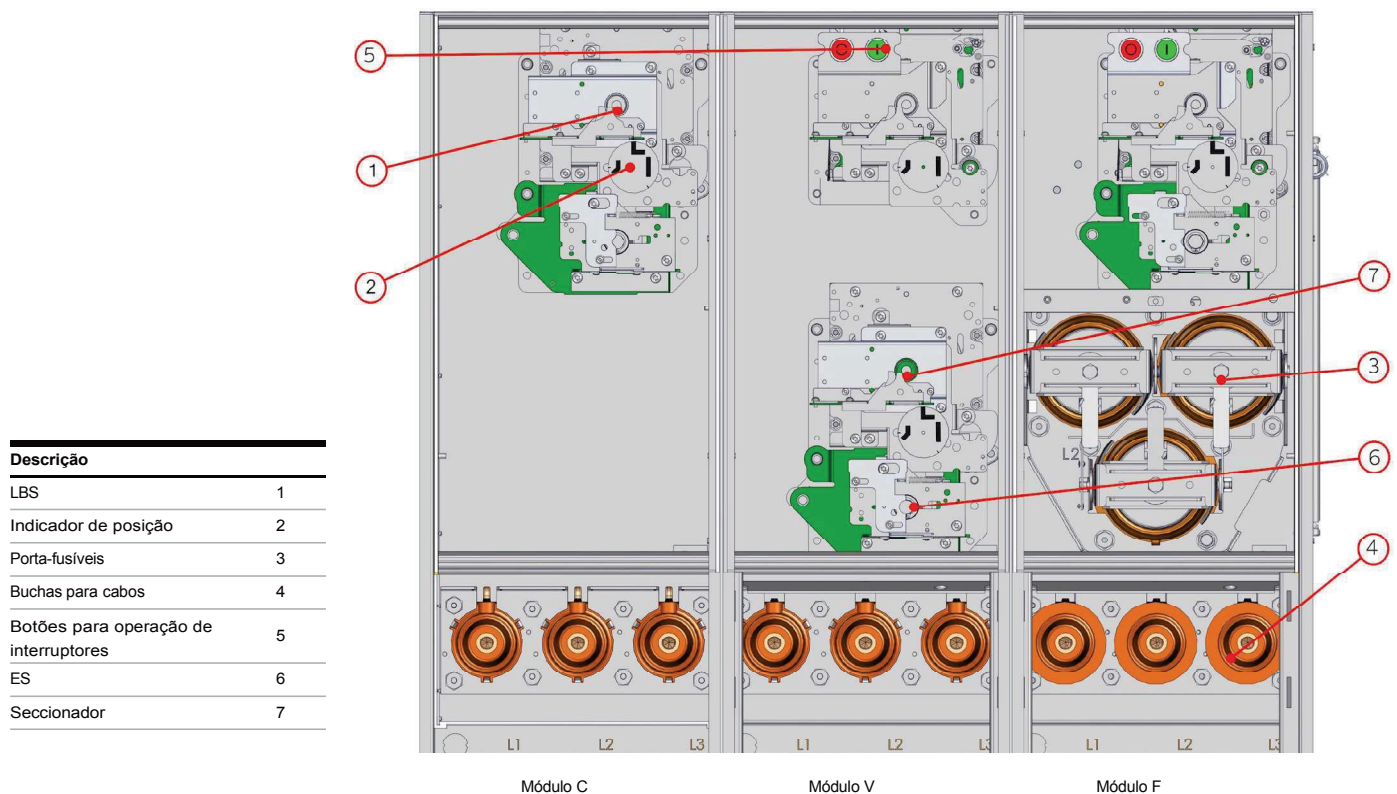 5
1
2
7
3
6
4
L2
Descrição
LBS 1
Indicador de posição 2
Porta-fusíveis 3
Buchas para cabos 4
Botões para operação de
interruptores 5
ES 6
Seccionador 7
L1 L2 L3 L1 L2 L3 L1 L2 L3
Módulo C Módulo V Módulo F